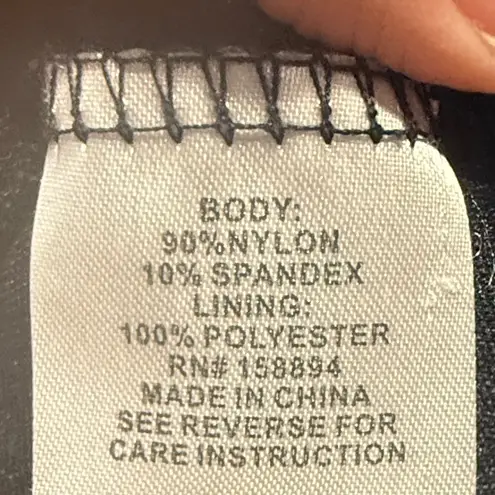 BODY:
90%NYLON
10% SPANDEX
LINING:
100% POLYESTER
RN# 158894
MADE IN CHINA
SEE REVERSE FOR
CARE INSTRUCTION